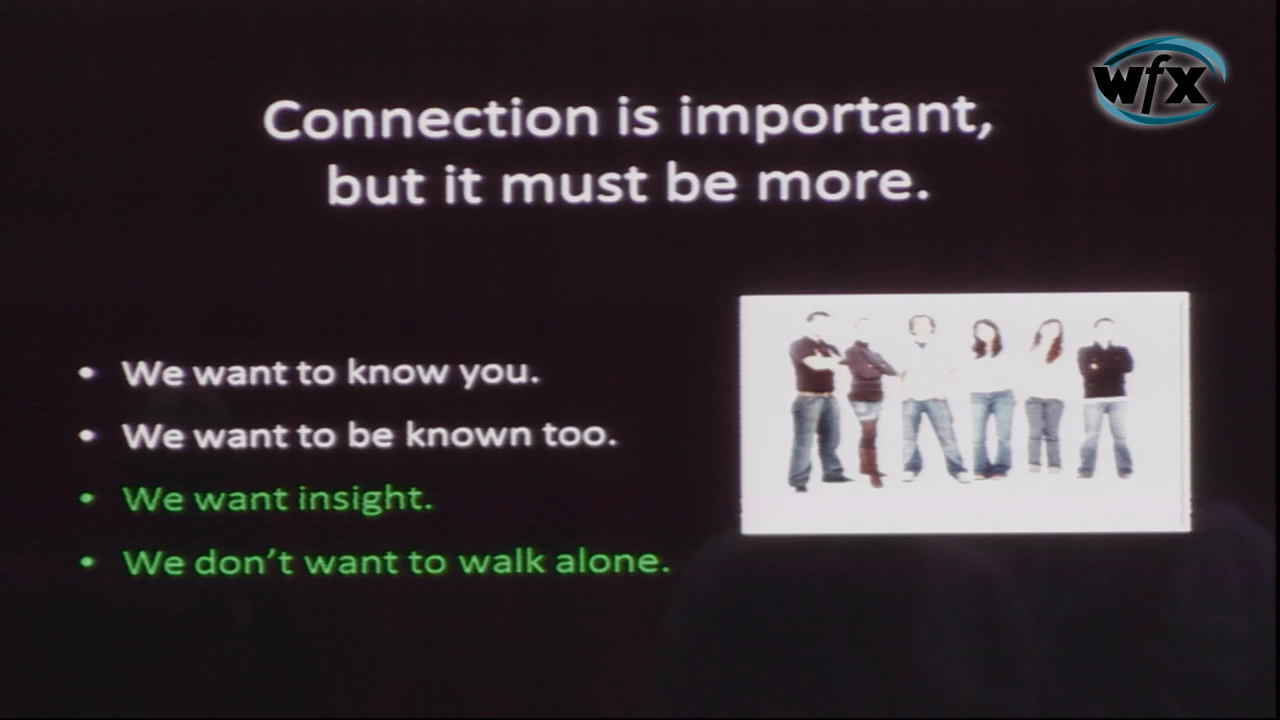 wfx
Connection is important,
but it must be more.
• We want to know you.
• We want to be known too.
• We want insight.
• We don't want to walk alone.